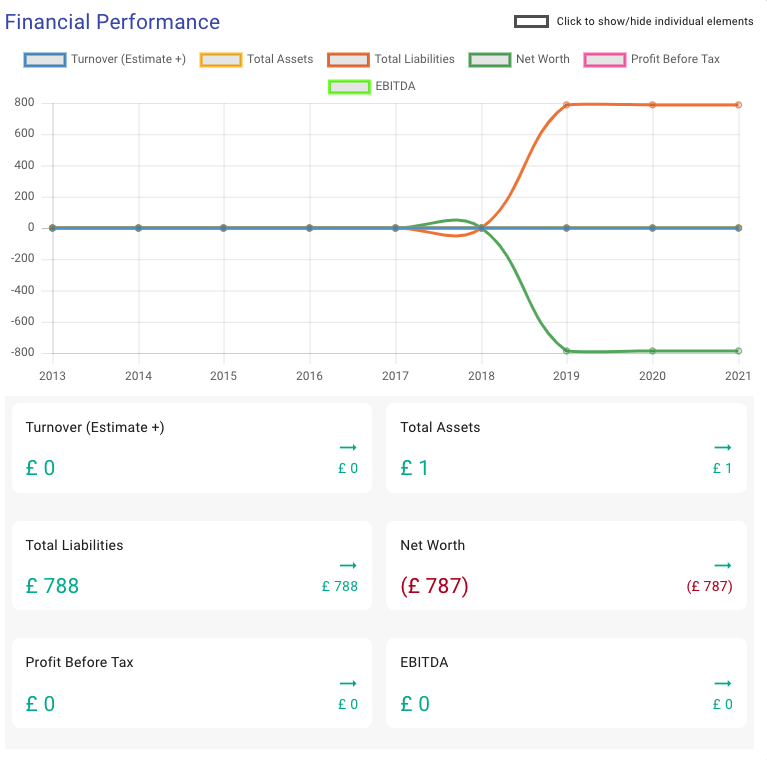 Financial Performance
Click to show/hide individual elements
Turnover (Estimate +) Total Assets Total Liabilities Net Worth Profit Before Tax
EBITDA
800
600
400
200
0
-200
-400
-600
-800
2013 2014 2015 2016 2017 2018 2019 2020 2021
Turnover (Estimate +)
£ 0
£ 0
Total Assets
£ 1
£ 1
Total Liabilities
£ 788
£ 788
Net Worth
(£ 787)
(£ 787)
Profit Before Tax
£ 0
£ 0
EBITDA
£ 0
£ 0